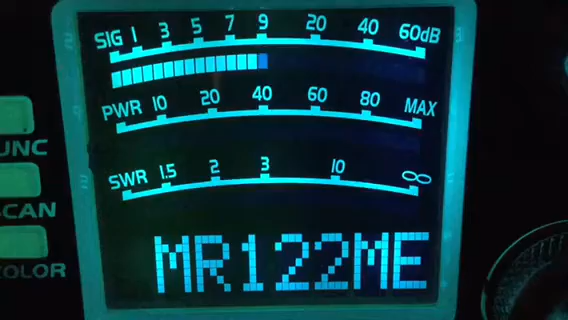 SIG 1 3 5 7 9 20 40 60dB
PWR 10 20 40 60 80 MAX
UNC
SWR 1.5 2 3 10 ∞
CAN
COLOR
MR122ME